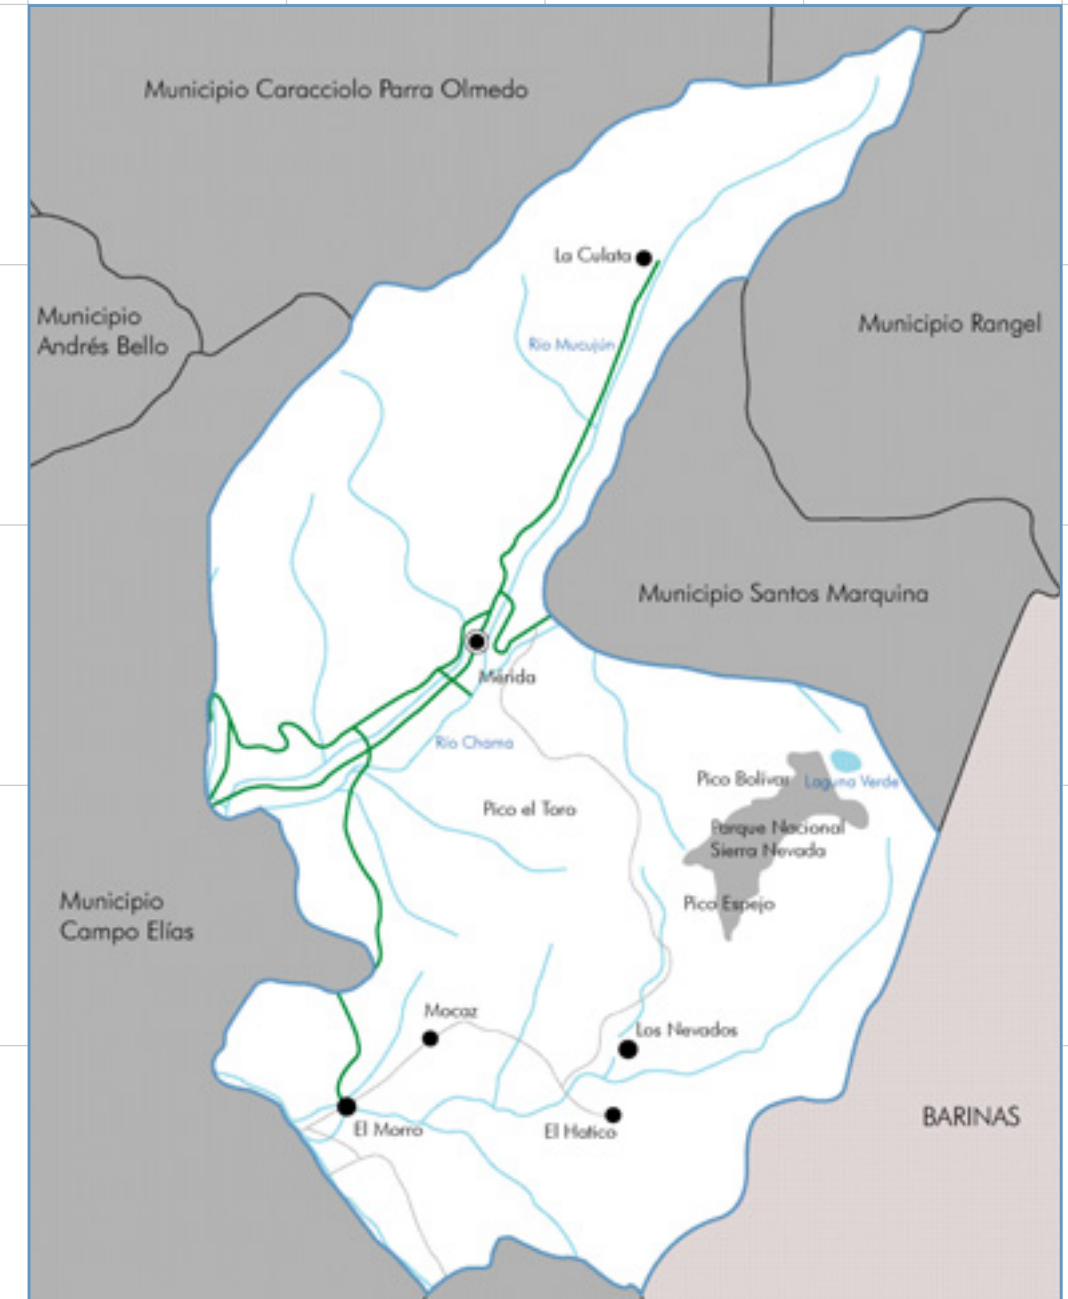 Municipio Caracciolo Parra Olmedo
La Culata
Municipio
Andrés Bello
Municipio Rangel
Río Mucujún
Municipio Santos Marquina
Mérida
Río Chama
Pico Bolívar
Laguna Verde
Pico el Toro
Parque Nacional
Sierra Nevada
Municipio
Campo Elías
Pico Espejo
Mocaz
Los Nevados
El Morro
El Hatico
BARINAS